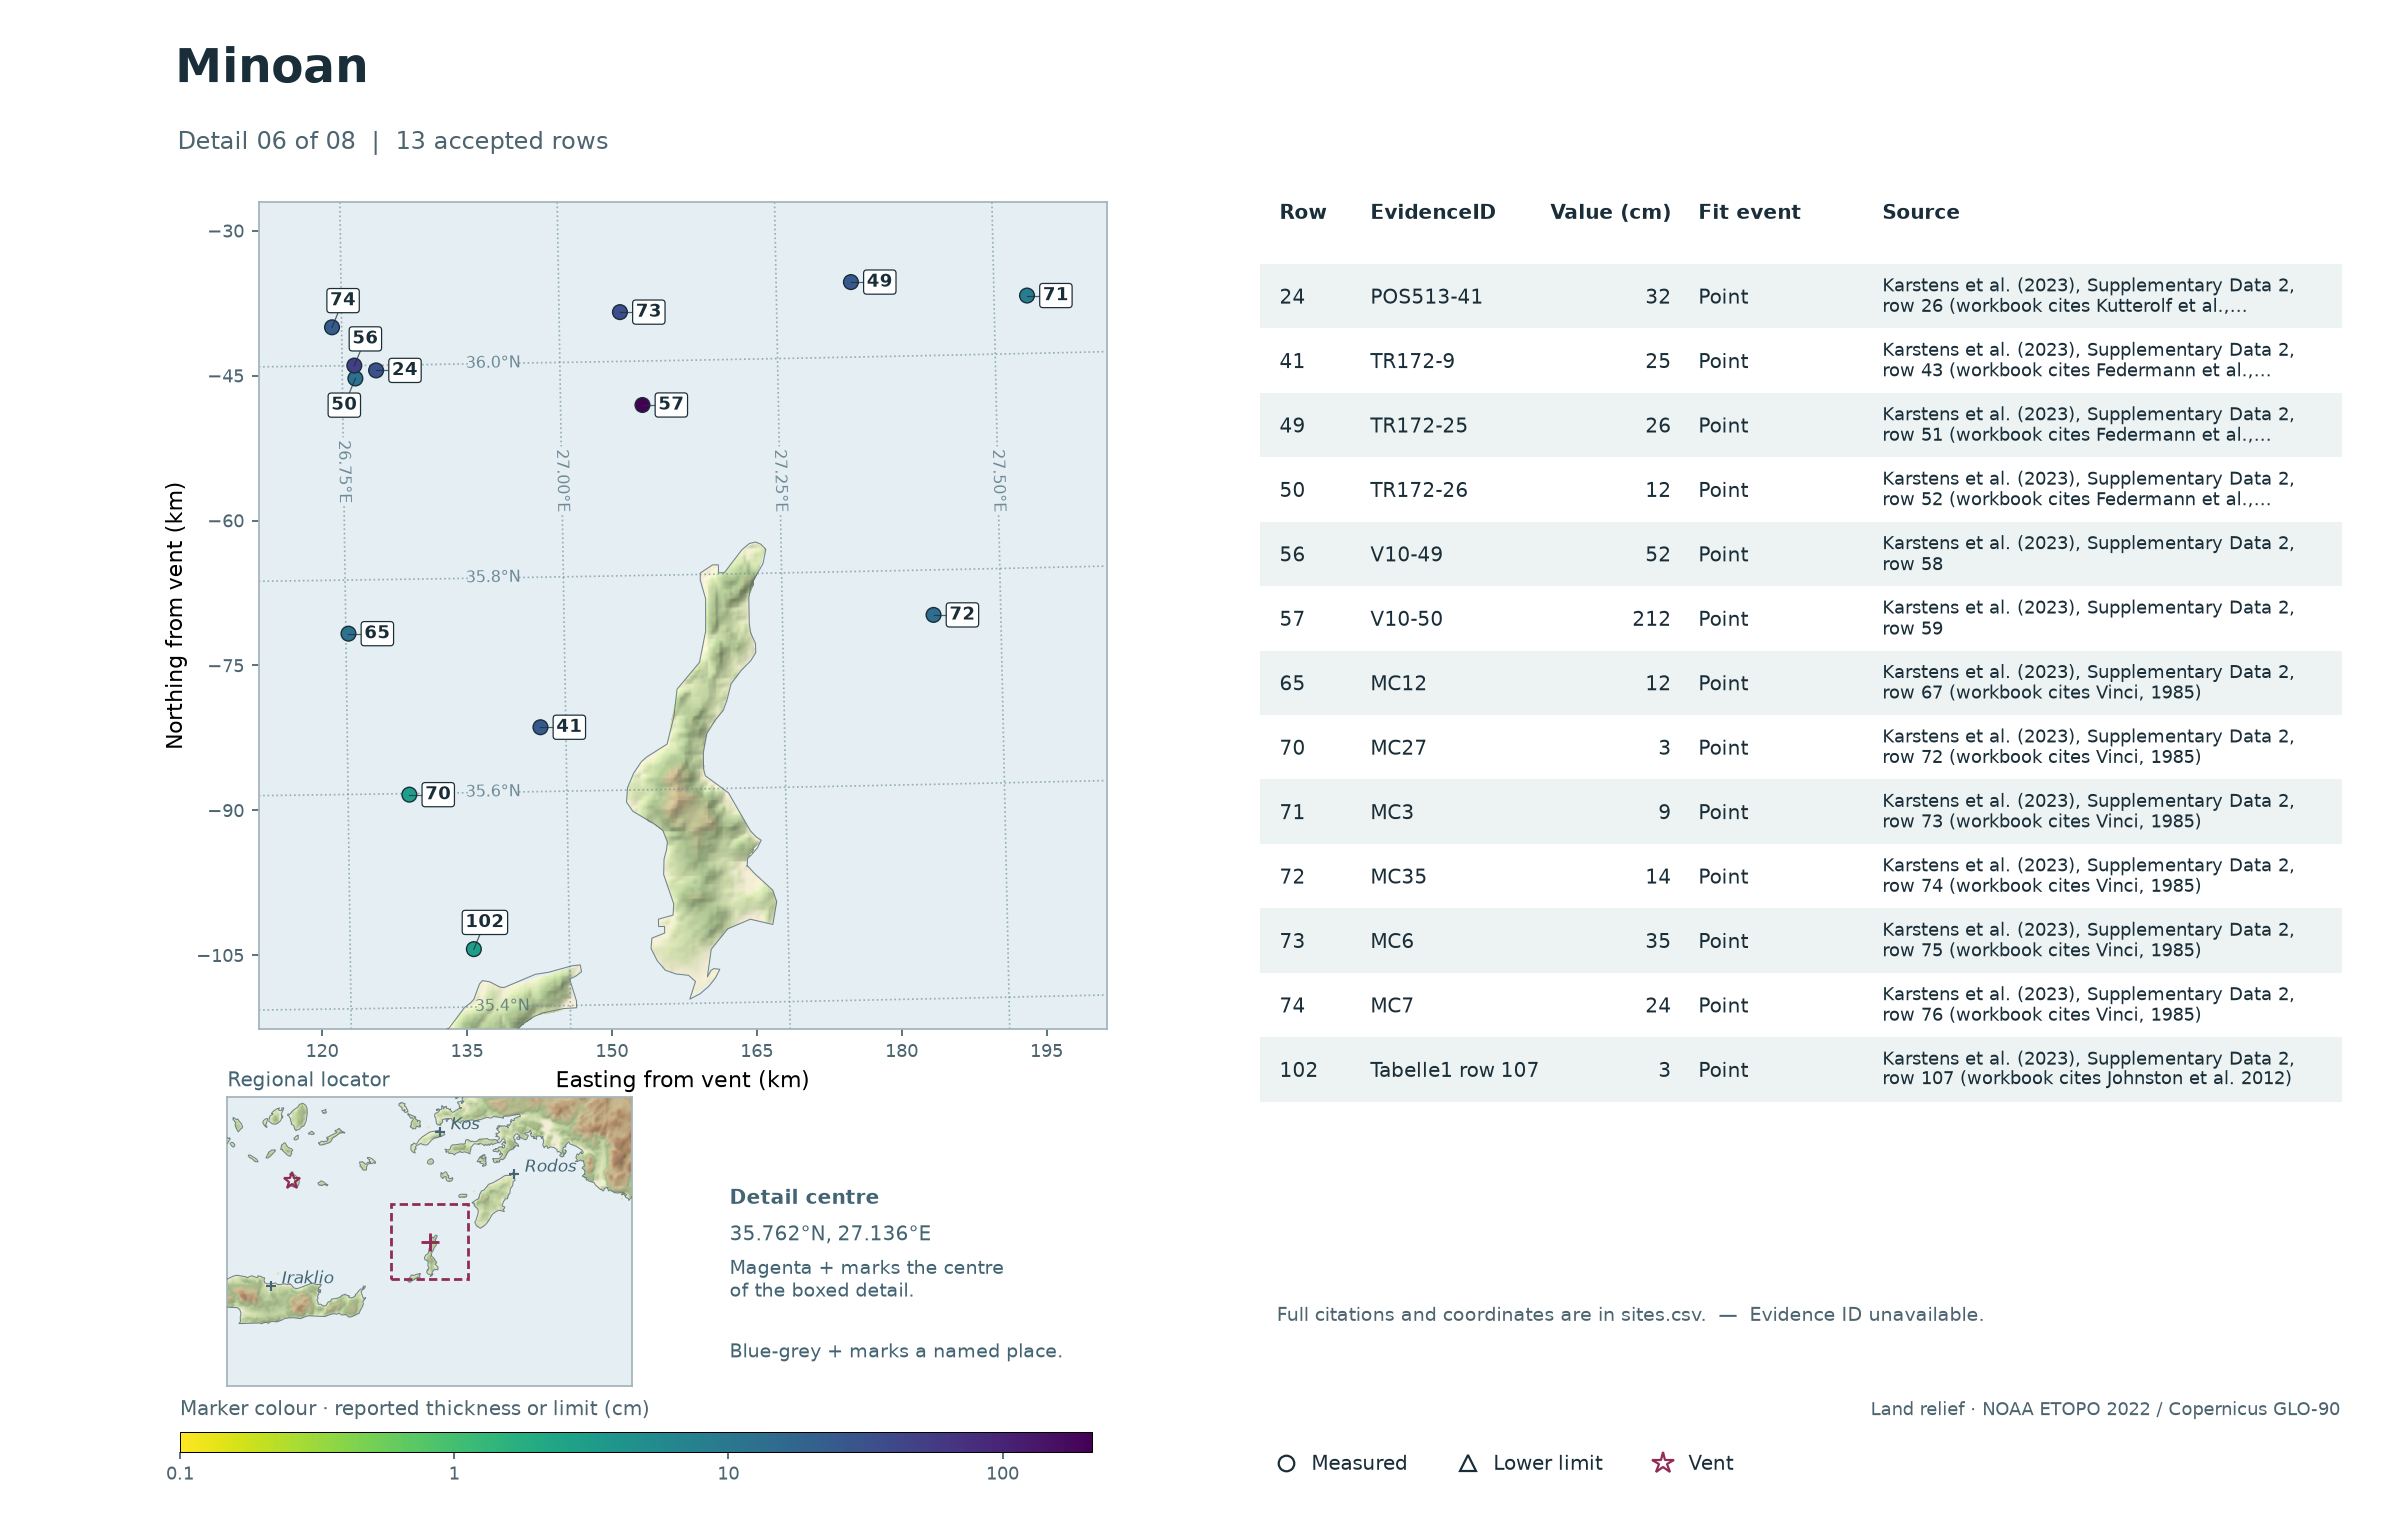 Minoan
Detail 06 of 08 | 13 accepted rows
−30
−45
−60
−75
−90
−105
Northing from vent (km)
120
135
150
165
180
195
Easting from vent (km)
74
56
24
50
73
57
49
71
65
41
70
72
102
36.0°N
35.8°N
35.6°N
35.4°N
26.75°E
27.00°E
27.25°E
27.50°E
Regional locator
Kos
Rodos
Iraklio
Detail centre
35.762°N, 27.136°E
Magenta + marks the centre
of the boxed detail.
Blue-grey + marks a named place.
Marker colour · reported thickness or limit (cm)
0.1
1
10
100
Row EvidenceID Value (cm) Fit event Source
24 POS513-41 32 Point Karstens et al. (2023), Supplementary Data 2,
row 26 (workbook cites Kutterolf et al.,…
41 TR172-9 25 Point Karstens et al. (2023), Supplementary Data 2,
row 43 (workbook cites Federmann et al.,…
49 TR172-25 26 Point Karstens et al. (2023), Supplementary Data 2,
row 51 (workbook cites Federmann et al.,…
50 TR172-26 12 Point Karstens et al. (2023), Supplementary Data 2,
row 52 (workbook cites Federmann et al.,…
56 V10-49 52 Point Karstens et al. (2023), Supplementary Data 2,
row 58
57 V10-50 212 Point Karstens et al. (2023), Supplementary Data 2,
row 59
65 MC12 12 Point Karstens et al. (2023), Supplementary Data 2,
row 67 (workbook cites Vinci, 1985)
70 MC27 3 Point Karstens et al. (2023), Supplementary Data 2,
row 72 (workbook cites Vinci, 1985)
71 MC3 9 Point Karstens et al. (2023), Supplementary Data 2,
row 73 (workbook cites Vinci, 1985)
72 MC35 14 Point Karstens et al. (2023), Supplementary Data 2,
row 74 (workbook cites Vinci, 1985)
73 MC6 35 Point Karstens et al. (2023), Supplementary Data 2,
row 75 (workbook cites Vinci, 1985)
74 MC7 24 Point Karstens et al. (2023), Supplementary Data 2,
row 76 (workbook cites Vinci, 1985)
102 Tabelle1 row 107 3 Point Karstens et al. (2023), Supplementary Data 2,
row 107 (workbook cites Johnston et al. 2012)
Full citations and coordinates are in sites.csv. — Evidence ID unavailable.
Land relief · NOAA ETOPO 2022 / Copernicus GLO-90
Measured
Lower limit
Vent